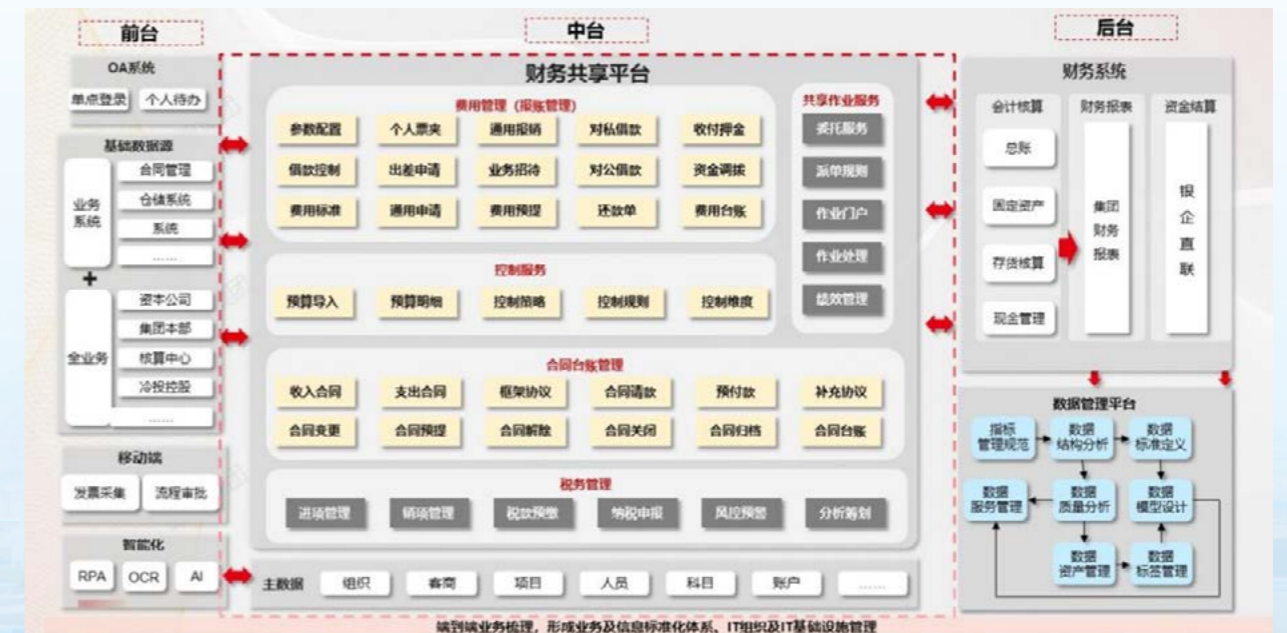 前台
中台
后台
OA系统
单点登录
个人待办
基础数据源
业务系统
合同管理
仓储系统
系统
……
+
全业务
资本公司
集团本部
核算中心
冷投控股
……
移动端
发票采集
流程审批
智能化
RPA
OCR
AI
财务共享平台
费用管理（报账管理）
参数配置
个人票夹
通用报销
对私借款
收付押金
借款控制
出差申请
业务招待
对公借款
资金调拨
费用标准
通用申请
费用预提
还款单
费用台账
共享作业服务
委托服务
派单规则
作业门户
作业处理
绩效管理
控制服务
预算导入
预算明细
控制策略
控制规则
控制维度
合同台账管理
收入合同
支出合同
框架协议
合同请款
预付款
补充协议
合同变更
合同预提
合同解除
合同关闭
合同归档
合同台账
税务管理
进项管理
销项管理
税款预缴
纳税申报
风控预警
分析筹划
主数据
组织
客商
项目
人员
科目
账户
……
财务系统
会计核算
财务报表
资金结算
总账
固定资产
存货核算
现金管理
集团
财务
报表
银
企
直
联
数据管理平台
指标
管理规范
数据
结构分析
数据
标准定义
数据
服务管理
数据
质量分析
数据
模型设计
数据
资产管理
数据
标签管理
端到端业务梳理，形成业务及信息标准化体系、IT组织及IT基础设施管理